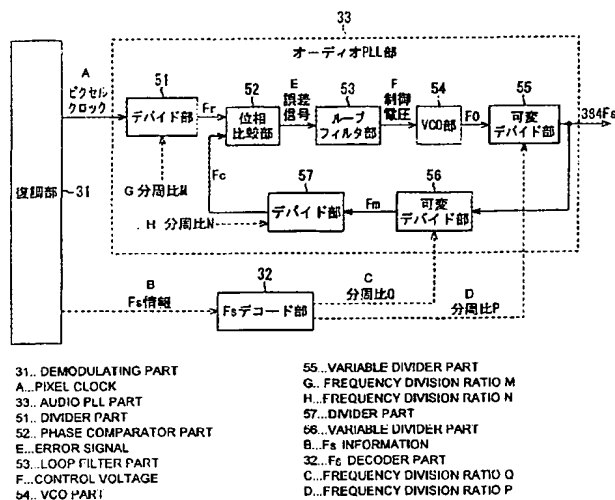 33
オーディオPLL部
A
ピクセル
クロック
51
デバイド部
Fr
52
位相
比較部
E
誤差
信号
53
ループ
フィルタ部
F
制御
電圧
54
VCO部
FO
55
可変
デバイド部
384Fs
復調部
31
G 分周比M
Fc
57
デバイド部
H 分周比N
Fm
56
可変
デバイド部
B
Fs情報
32
Fsデコード部
C
分周比Q
D
分周比P
31.. DEMODULATING PART
A...PIXEL CLOCK
33.. AUDIO PLL PART
51.. DIVIDER PART
52.. PHASE COMPARATOR PART
E...ERROR SIGNAL
53...LOOP FILTER PART
F...CONTROL VOLTAGE
54.. VCO PART
55...VARIABLE DIVIDER PART
G.. FREQUENCY DIVISION RATIO M
H...FREQUENCY DIVISION RATIO N
57...DIVIDER PART
56...VARIABLE DIVIDER PART
B...Fs INFORMATION
32...Fs DECODER PART
C...FREQUENCY DIVISION RATIO Q
D...FREQUENCY DIVISION RATIO P